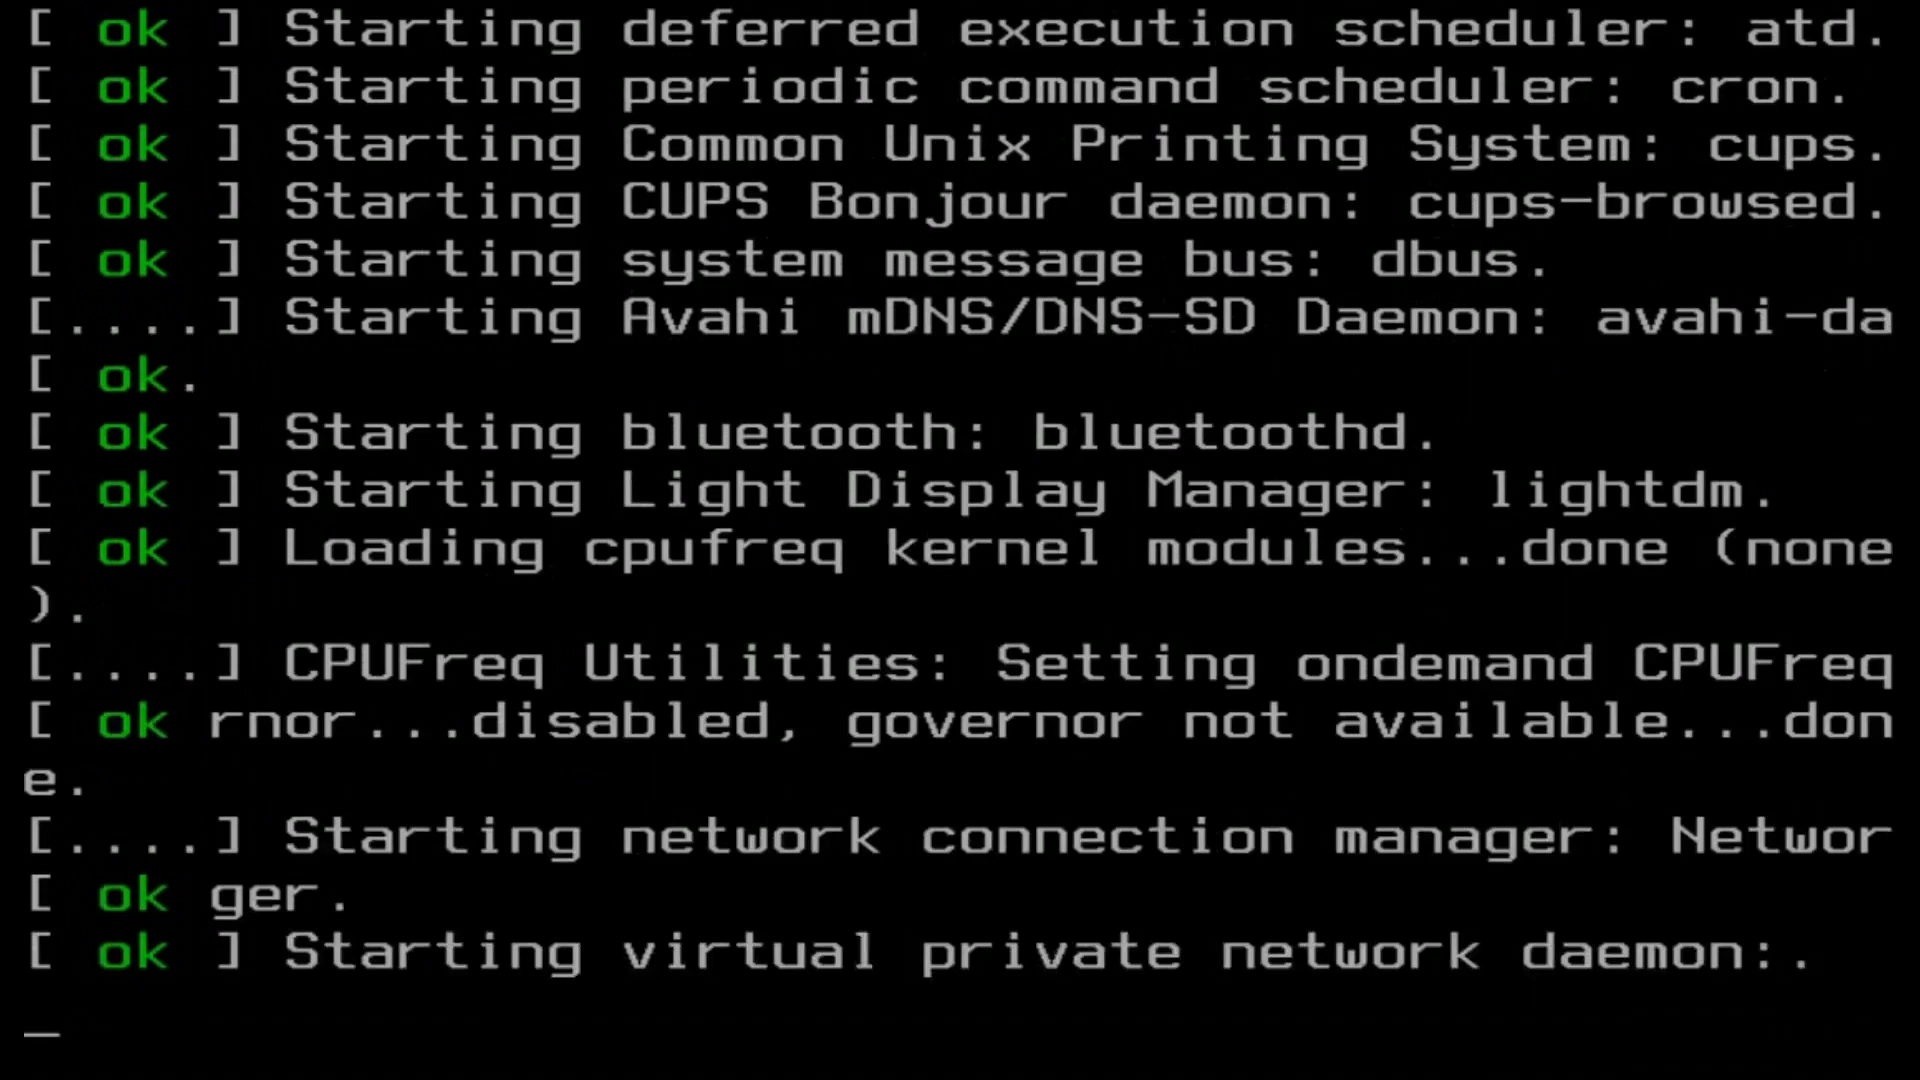 [ ok ] Starting deferred execution scheduler: atd.
[ ok ] Starting periodic command scheduler: cron.
[ ok ] Starting Common Unix Printing System: cups.
[ ok ] Starting CUPS Bonjour daemon: cups-browsed.
[ ok ] Starting system message bus: dbus.
[....] Starting Avahi mDNS/DNS-SD Daemon: avahi-da
[ ok.
[ ok ] Starting bluetooth: bluetoothd.
[ ok ] Starting Light Display Manager: lightdm.
[ ok ] Loading cpufreq kernel modules...done (none
).
[....] CPUFreq Utilities: Setting ondemand CPUFreq
[ ok rnor...disabled, governor not available...don
e.
[....] Starting network connection manager: Networ
[ ok ger.
[ ok ] Starting virtual private network daemon:.
_